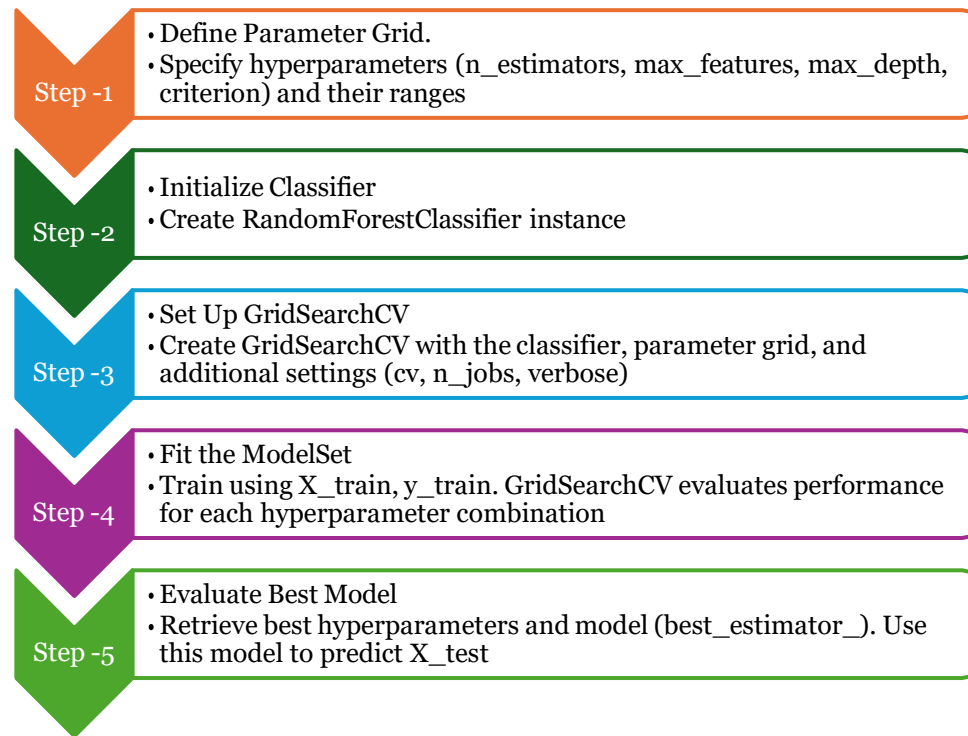 Step -1
• Define Parameter Grid.
• Specify hyperparameters (n_estimators, max_features, max_depth,
criterion) and their ranges
Step -2
• Initialize Classifier
• Create RandomForestClassifier instance
Step -3
• Set Up GridSearchCV
• Create GridSearchCV with the classifier, parameter grid, and
additional settings (cv, n_jobs, verbose)
Step -4
• Fit the ModelSet
• Train using X_train, y_train. GridSearchCV evaluates performance
for each hyperparameter combination
Step -5
• Evaluate Best Model
• Retrieve best hyperparameters and model (best_estimator_). Use
this model to predict X_test